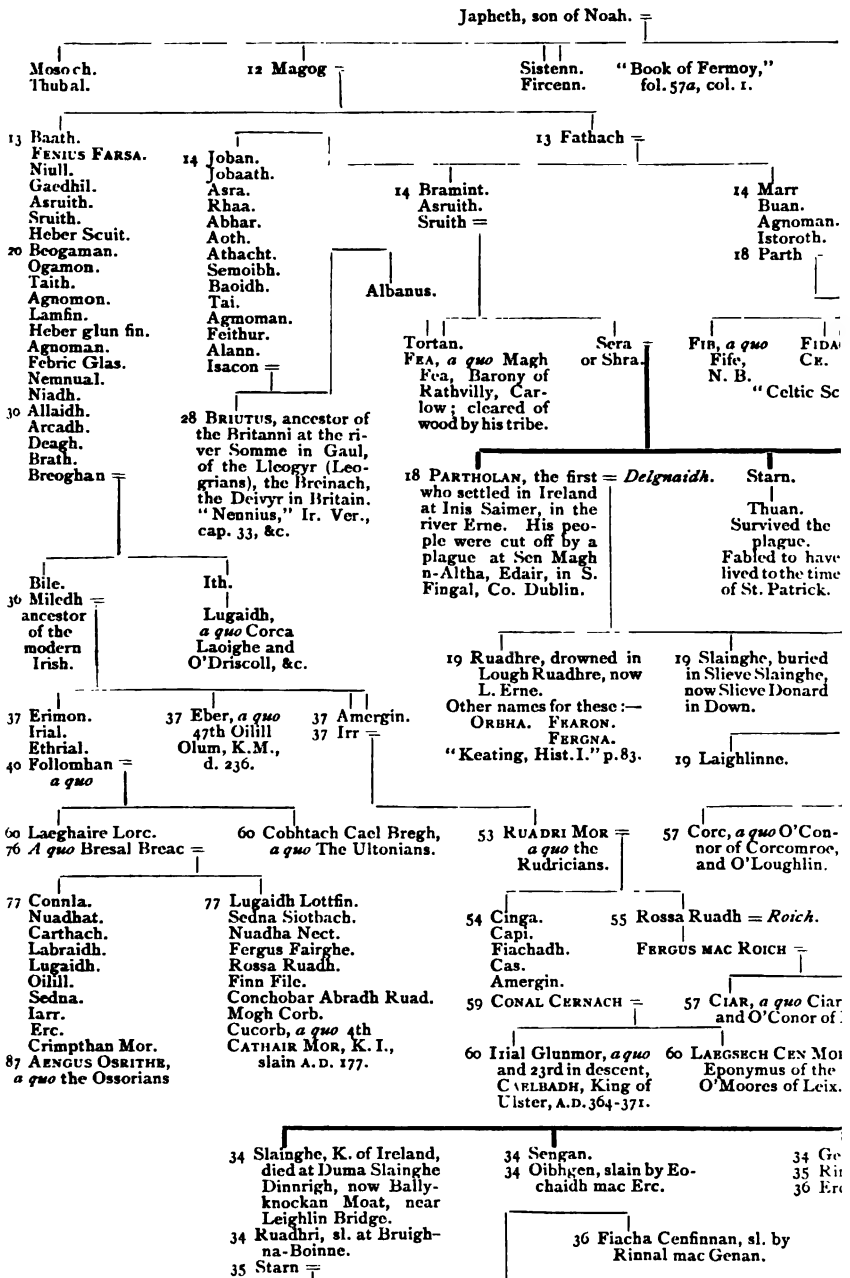 Japheth, son of Noah. =
Mosoch.
Thubal.
12 Magog =
Sistenn.
Fircenn.
"Book of Fermoy,"
fol. 57a, col. 1.
13 Baath.
FENIUS FARSA.
Niull.
Gaedhil.
Asruith.
Sruith.
Heber Scuit.
20 Beogaman.
Ogamon.
Taith.
Agnomon.
Lamfin.
Heber glun fin.
Agnoman.
Febric Glas.
Nemnual.
Niadh.
30 Allaidh.
Arcadh.
Deagh.
Brath.
Breoghan =
14 Joban.
Jobaath.
Asra.
Rhaa.
Abhar.
Aoth.
Athacht.
Semoibh.
Baoidh.
Tai.
Agmoman.
Feithur.
Alann.
Isacon =
13 Fathach =
14 Bramint.
Asruith.
Sruith =
14 Marr
Buan.
Agnoman.
Istoroth.
18 Parth
Albanus.
Tortan.
FEA, a quo Magh
Fea, Barony of
Rathvilly, Car-
low; cleared of
wood by his tribe.
Sera =
or Shra.
FIB, a quo
Fife,
N. B.
FIDA
CE.
"Celtic Sc
28 BRIUTUS, ancestor of
the Britanni at the ri-
ver Somme in Gaul,
of the Lleogyr (Leo-
grians), the Breinach,
the Deivyr in Britain.
"Nennius," Ir. Ver.,
cap. 33, &c.
18 PARTHOLAN, the first = Delgnaidh.
who settled in Ireland
at Inis Saimer, in the
river Erne. His peo-
ple were cut off by a
plague at Sen Magh
n-Altha, Edair, in S.
Fingal, Co. Dublin.
Starn.
Thuan.
Survived the
plague.
Fabled to have
lived to the time
of St. Patrick.
Bile.
36 Miledh =
ancestor
of the
modern
Irish.
Ith.
Lugaidh,
a quo Corca
Laoighe and
O'Driscoll, &c.
19 Ruadhre, drowned in
Lough Ruadhre, now
L. Erne.
Other names for these:—
ORBHA. FEARON.
FERGNA.
"Keating, Hist. I." p. 83.
19 Slainghe, buried
in Slieve Slainghe,
now Slieve Donard
in Down.
19 Laighlinne.
37 Erimon.
Irial.
Ethrial.
40 Follomhan =
a quo
37 Eber, a quo
47th Oilill
Olum, K.M.,
d. 236.
37 Amergin.
37 Irr =
60 Laeghaire Lorc.
76 A quo Bresal Breac =
60 Cobhtach Cael Bregh,
a quo The Ultonians.
53 RUADRI MOR =
a quo the
Rudricians.
57 Corc, a quo O'Con-
nor of Corcomroe,
and O'Loughlin.
77 Connla.
Nuadhat.
Carthach.
Labraidh.
Lugaidh.
Oilill.
Sedna.
Iarr.
Erc.
Crimpthan Mor.
87 AENGUS OSRITHE,
a quo the Ossorians
77 Lugaidh Lottfin.
Sedna Siotbach.
Nuadha Nect.
Fergus Fairghe.
Rossa Ruadh.
Finn File.
Conchobar Abradh Ruad.
Mogh Corb.
Cucorb, a quo 4th
CATHAIR MOR, K. I.,
slain A.D. 177.
54 Cinga.
Capi.
Fiachadh.
Cas.
Amergin.
59 CONAL CERNACH =
55 Rossa Ruadh = Roich.
FERGUS MAC ROICH =
57 CIAR, a quo Ciar
and O'Conor of
60 Irial Glunmor, a quo
and 23rd in descent,
CAELBADH, King of
Ulster, A.D. 364-371.
60 LAEGSECH CEN MOR
Eponymus of the
O'Moores of Leix.
34 Slainghe, K. of Ireland,
died at Duma Slainghe
Dinnrigh, now Bally-
knockan Moat, near
Leighlin Bridge.
34 Ruadhri, sl. at Bruigh-
na-Boinne.
35 Starn =
34 Sengan.
34 Oibhgen, slain by Eo-
chaidh mac Erc.
34 Ge
35 Rin
36 Erc
36 Fiacha Cenfinnan, sl. by
Rinnal mac Genan.